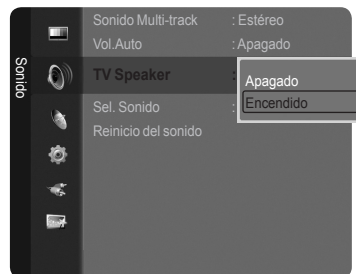 Sonido
Sonido Multi-track : Estéreo
Vol.Auto : Apagado
TV Speaker :
Apagado
Encendido
Sel. Sonido :
Reinicio del sonido